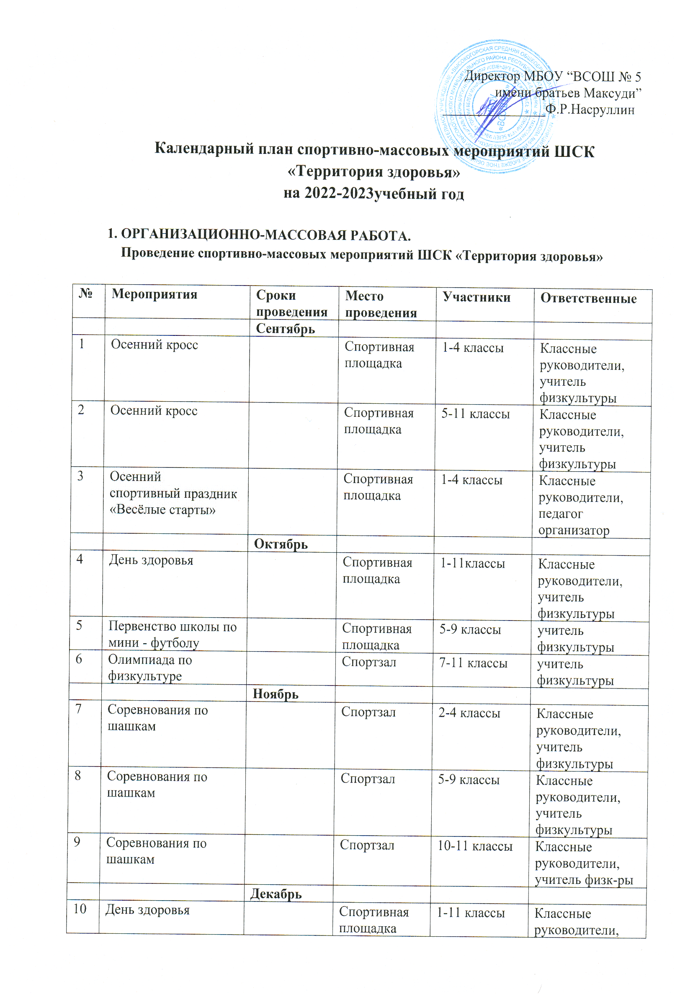 Директор МБОУ “ВСОШ № 5
имени братьев Максуди”
______________Ф.Р.Насруллин
Календарный план спортивно-массовых мероприятий ШСК
«Территория здоровья»
на 2022-2023учебный год
1. ОРГАНИЗАЦИОННО-МАССОВАЯ РАБОТА.
Проведение спортивно-массовых мероприятий ШСК «Территория здоровья»
№ Мероприятия Сроки проведения Место проведения Участники Ответственные
Сентябрь
1 Осенний кросс Спортивная площадка 1-4 классы Классные руководители, учитель физкультуры
2 Осенний кросс Спортивная площадка 5-11 классы Классные руководители, учитель физкультуры
3 Осенний спортивный праздник «Весёлые старты» Спортивная площадка 1-4 классы Классные руководители, педагог организатор
Октябрь
4 День здоровья Спортивная площадка 1-11классы Классные руководители, учитель физкультуры
5 Первенство школы по мини - футболу Спортивная площадка 5-9 классы учитель физкультуры
6 Олимпиада по физкультуре Спортзал 7-11 классы учитель физкультуры
Ноябрь
7 Соревнования по шашкам Спортзал 2-4 классы Классные руководители, учитель физкультуры
8 Соревнования по шашкам Спортзал 5-9 классы Классные руководители, учитель физкультуры
9 Соревнования по шашкам Спортзал 10-11 классы Классные руководители, учитель физк-ры
Декабрь
10 День здоровья Спортивная площадка 1-11 классы Классные руководители,